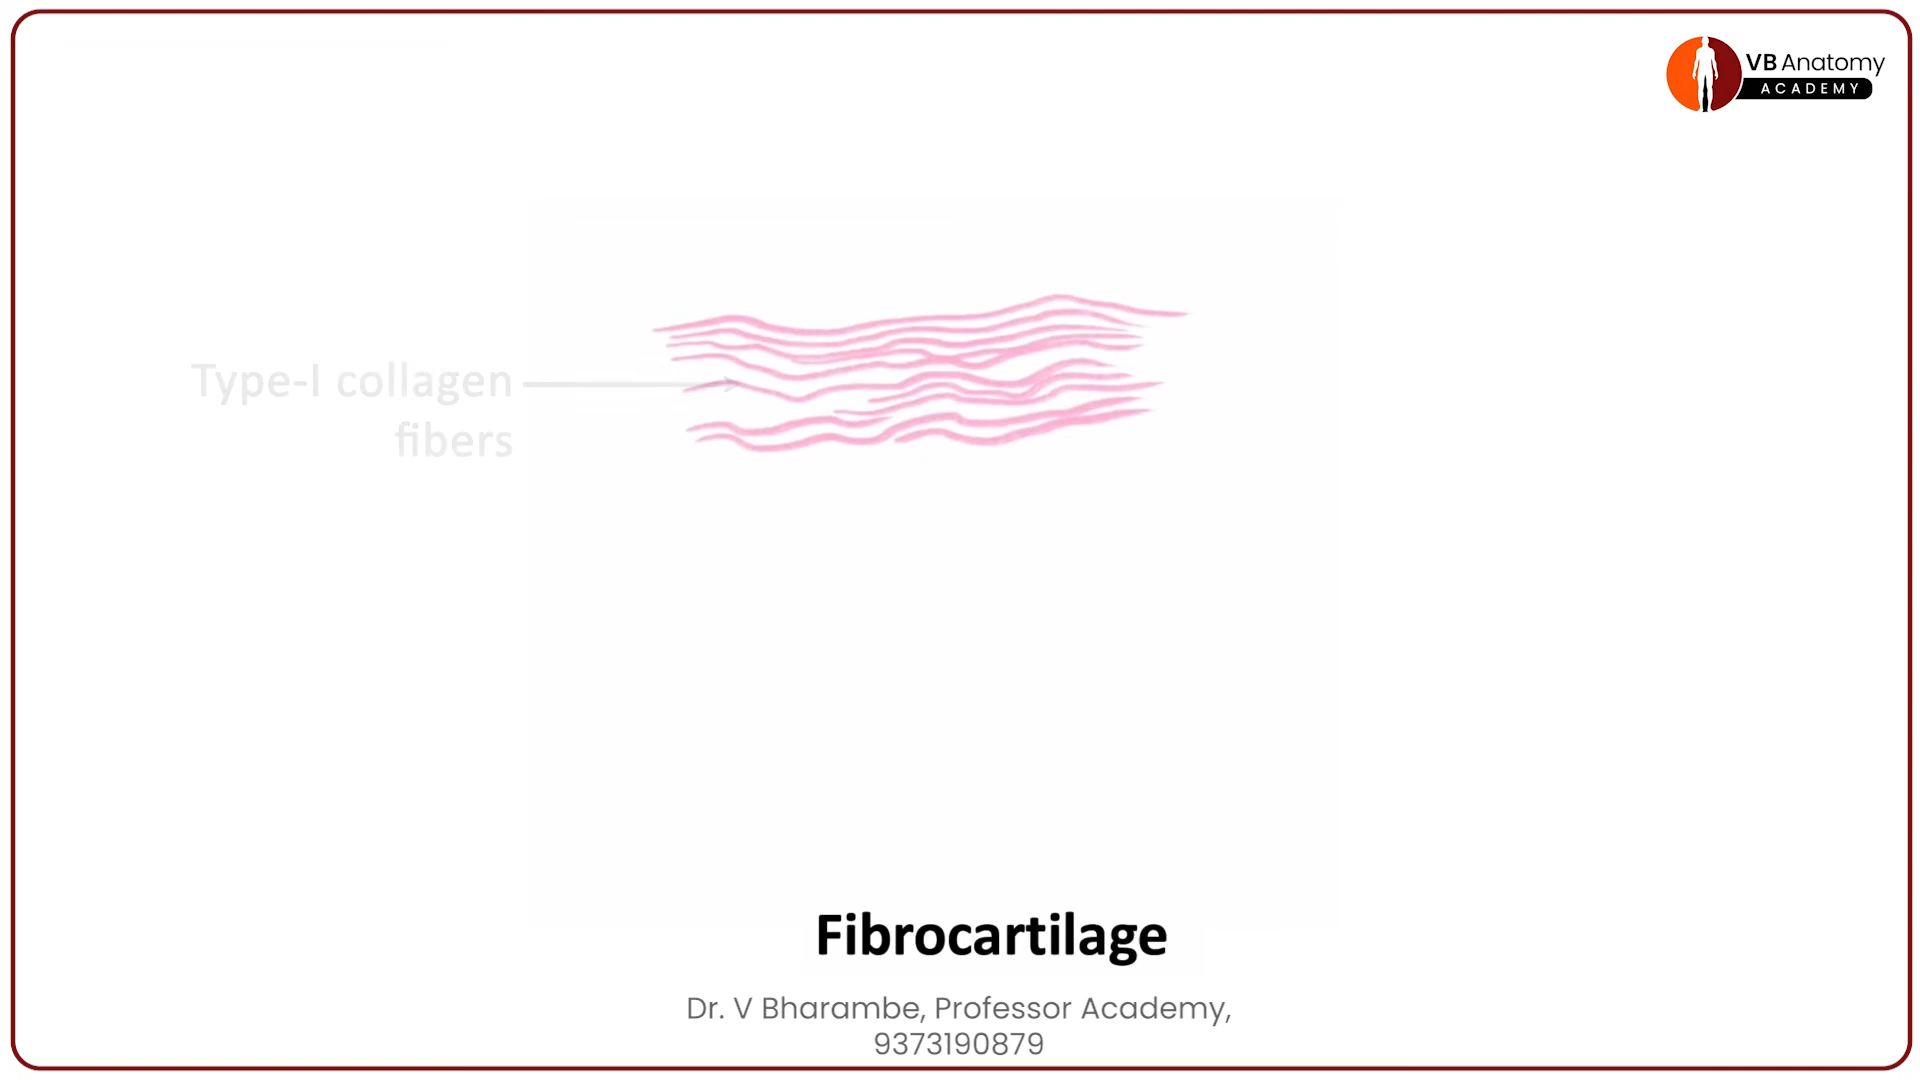 VB Anatomy
ACADEMY
Type-I collagen
fibers
Fibrocartilage
Dr. V Bharambe, Professor Academy,
9373190879